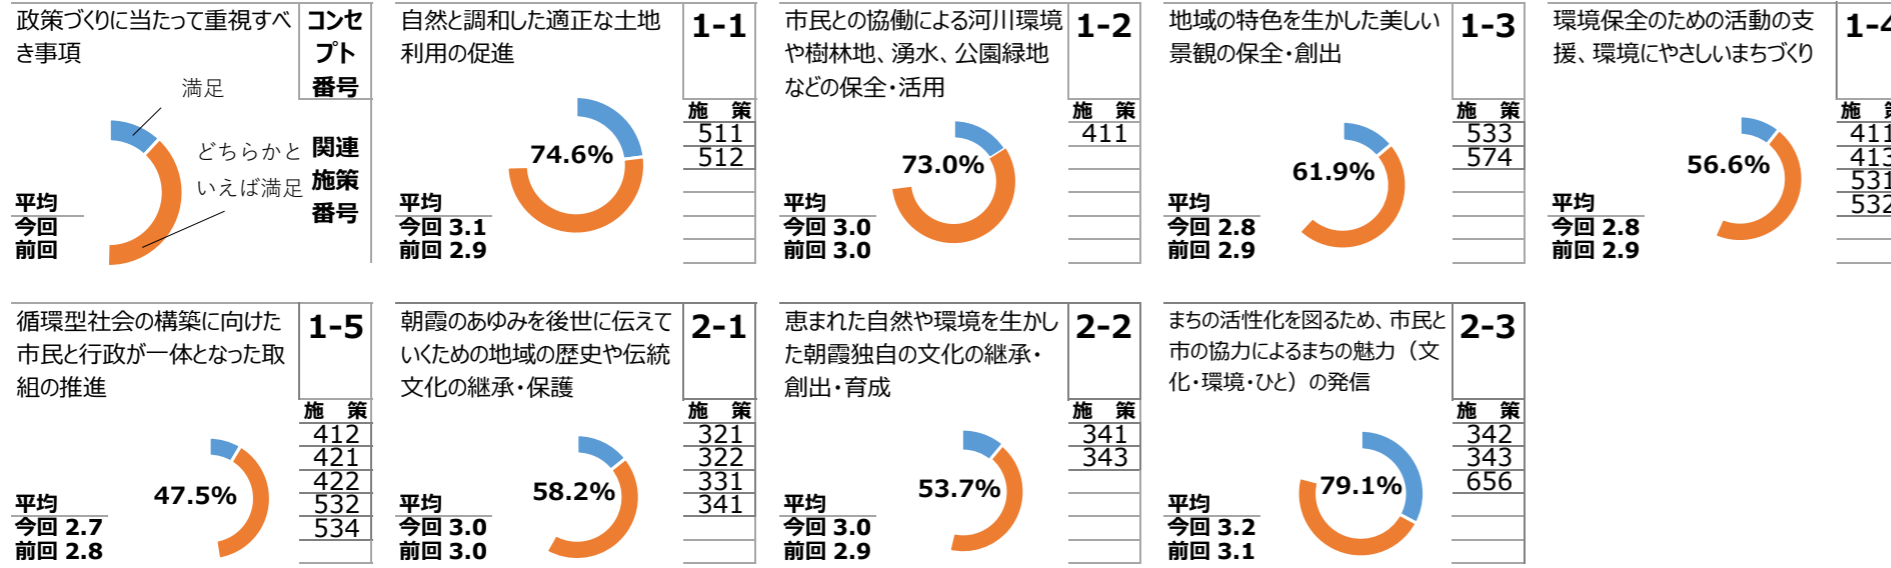 政策づくりに当たって重視すべ
き事項
コンセ
プト
番号
満足
どちらかと
いえば満足
関連
施策
番号
平均
今回
前回
自然と調和した適正な土地
利用の促進
1-1
施 策
511
512
74.6%
平均
今回 3.1
前回 2.9
市民との協働による河川環境
や樹林地、湧水、公園緑地
などの保全・活用
1-2
施 策
411
73.0%
平均
今回 3.0
前回 3.0
地域の特色を生かした美しい
景観の保全・創出
1-3
施 策
533
574
61.9%
平均
今回 2.8
前回 2.9
環境保全のための活動の支
援、環境にやさしいまちづくり
1-4
施 策
411
413
531
532
56.6%
平均
今回 2.8
前回 2.9
循環型社会の構築に向けた
市民と行政が一体となった取
組の推進
1-5
施 策
412
421
422
532
534
47.5%
平均
今回 2.7
前回 2.8
朝霞のあゆみを後世に伝えて
いくための地域の歴史や伝統
文化の継承・保護
2-1
施 策
321
322
331
341
58.2%
平均
今回 3.0
前回 3.0
恵まれた自然や環境を生かし
た朝霞独自の文化の継承・
創出・育成
2-2
施 策
341
343
53.7%
平均
今回 3.0
前回 2.9
まちの活性化を図るため、市民と
市の協力によるまちの魅力（文
化・環境・ひと）の発信
2-3
施 策
342
343
656
79.1%
平均
今回 3.2
前回 3.1